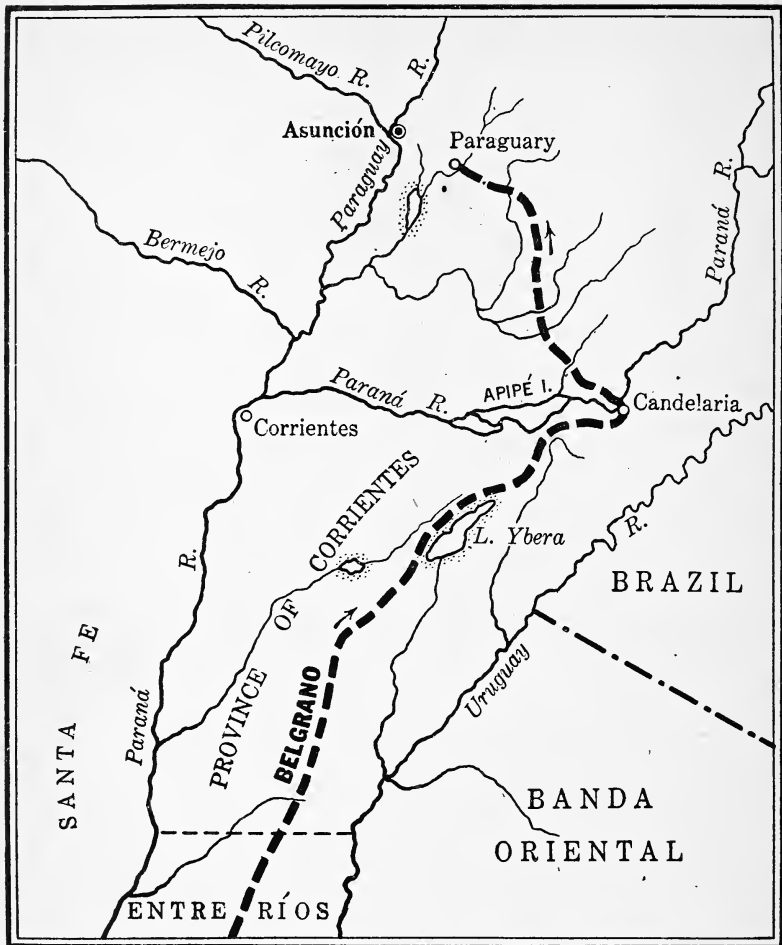 Pilcomayo R.
R.
Asunción
Paraguary
Paraguay
Paraná R.
Bermejo R.
Paraná R.
APIPÉ I.
Candelaria
Corrientes
PROVINCE OF CORRIENTES
L. Ybera
R.
BRAZIL
R.
SANTA FE
Paraná
BELGRANO
Uruguay
BANDA
ORIENTAL
ENTRE RÍOS